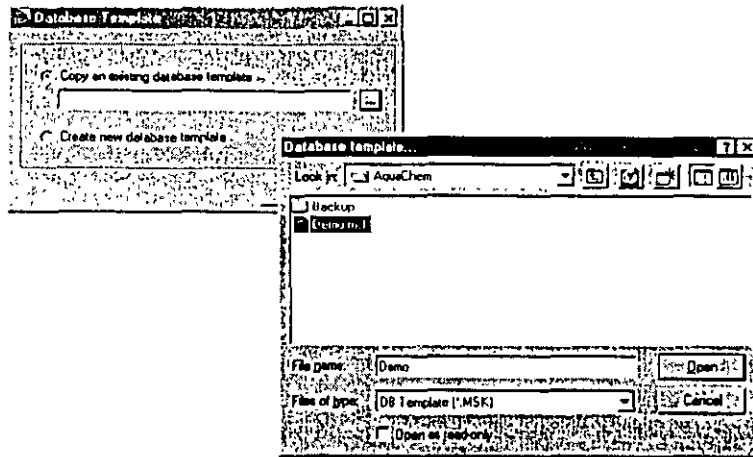 Database Template
Copy an existing database template ...
...
Create new database template
Database template...
Look in: AquaChem
Backup
File name: Demo
Open
Files of type: DB Template (*.MSK)
Cancel
Open as read-only